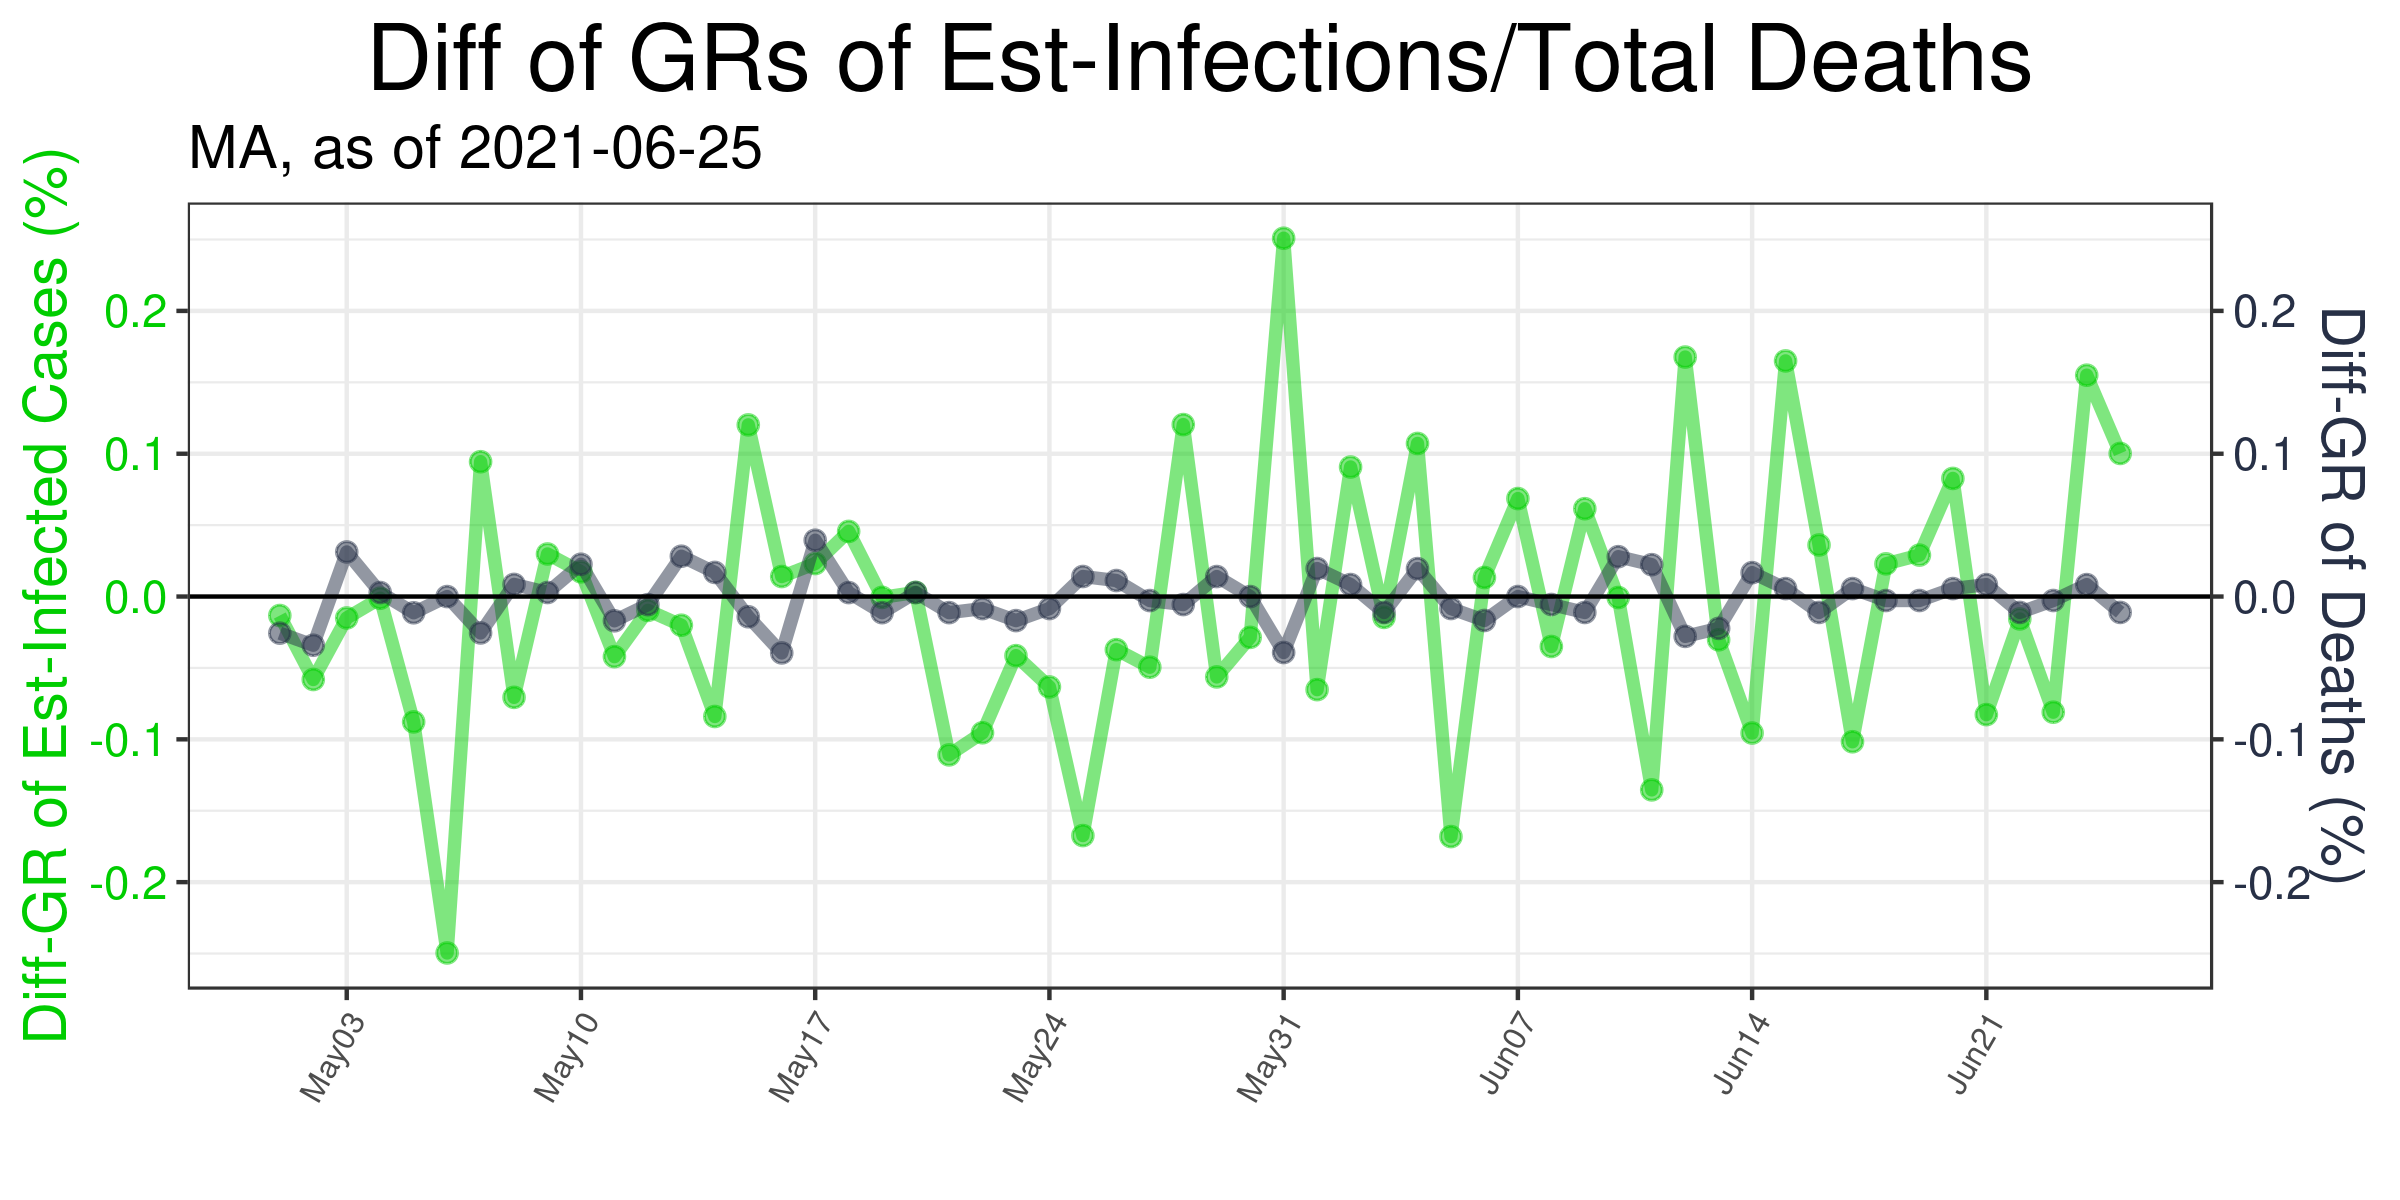 Diff of GRs of Est-Infections/Total Deaths
MA, as of 2021-06-25
Diff-GR of Est-Infected Cases (%)
0.2
0.1
0.0
-0.1
-0.2
0.2
0.1
0.0
-0.1
-0.2
Diff-GR of Deaths (%)
May03
May10
May17
May24
May31
Jun07
Jun14
Jun21